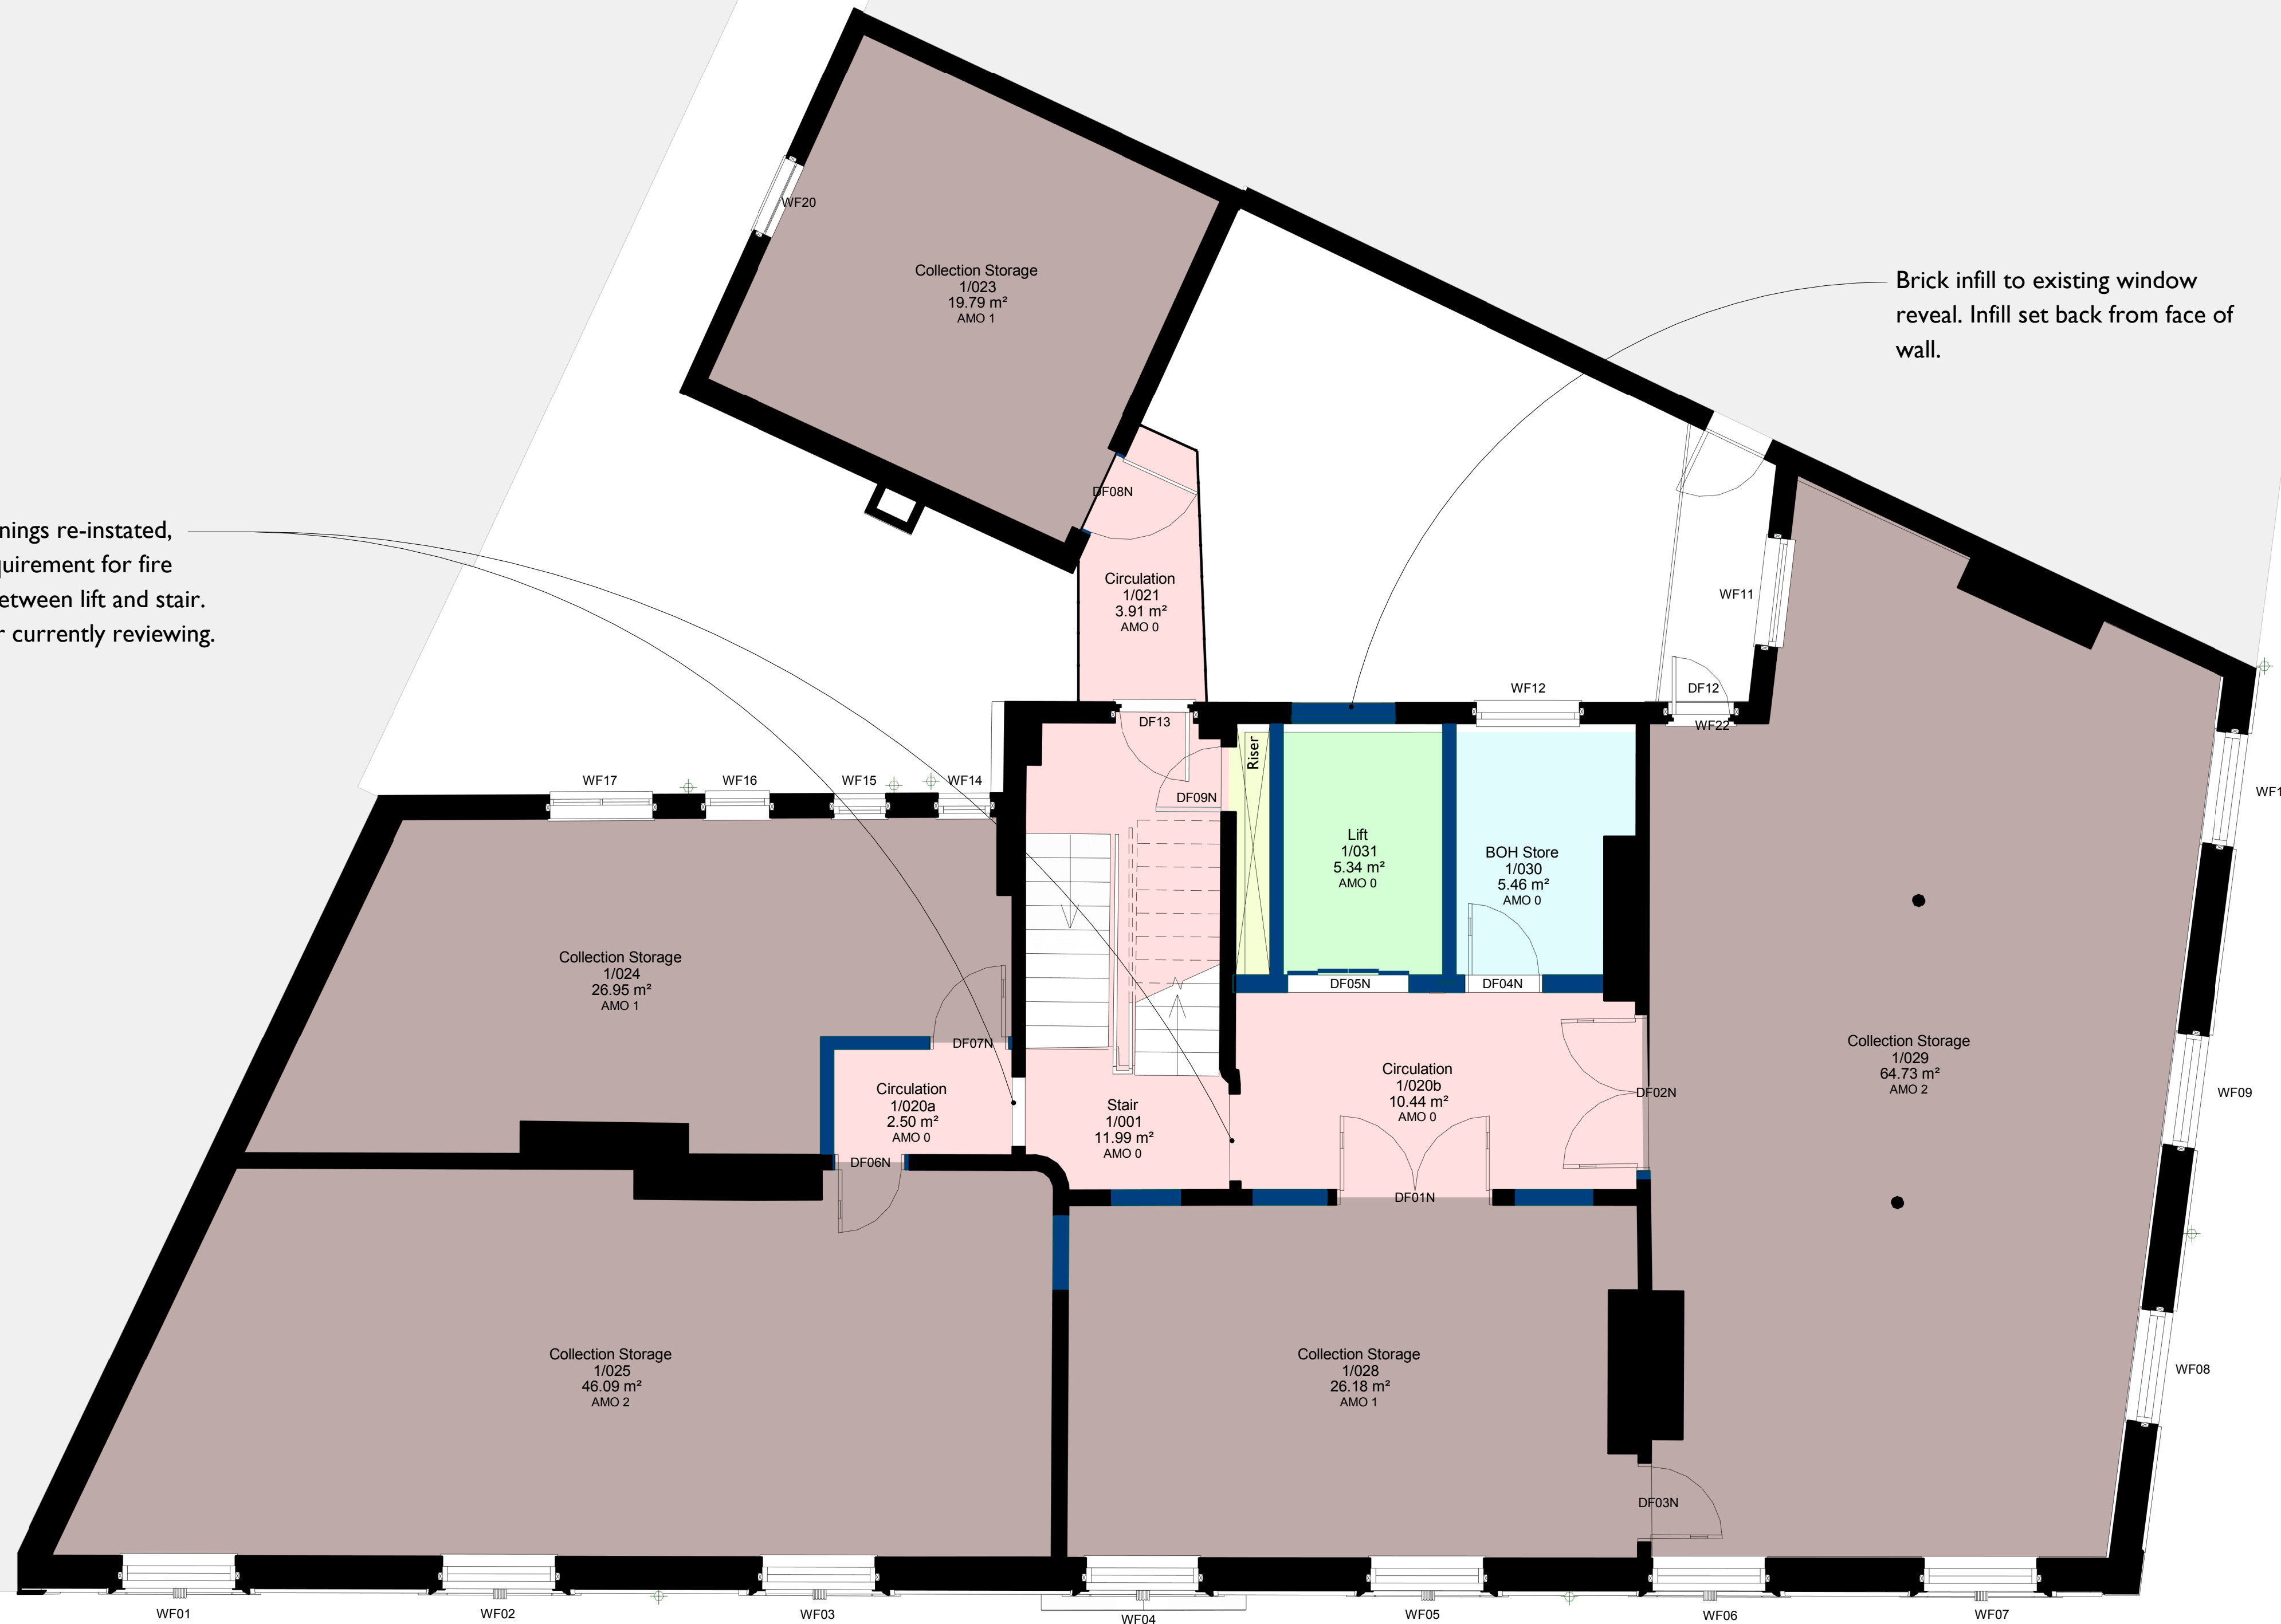 WF20
Collection Storage
1/023
19.79 m²
AMO 1
Brick infill to existing window
reveal. Infill set back from face of
wall.
DF08N
re-instated,
for fire
between lift and stair.
currently reviewing.
Circulation
1/021
3.91 m²
AMO 0
WF11
WF12
DF12
WF22
DF13
Riser
WF17
WF16
WF15
WF14
DF09N
Lift
1/031
5.34 m²
AMO 0
BOH Store
1/030
5.46 m²
AMO 0
Collection Storage
1/024
26.95 m²
AMO 1
DF05N
DF04N
DF07N
Collection Storage
1/029
64.73 m²
AMO 2
Circulation
1/020a
2.50 m²
AMO 0
Stair
1/001
11.99 m²
AMO 0
Circulation
1/020b
10.44 m²
AMO 0
DF02N
WF09
DF06N
DF01N
Collection Storage
1/025
46.09 m²
AMO 2
Collection Storage
1/028
26.18 m²
AMO 1
WF08
DF03N
WF01
WF02
WF03
WF04
WF05
WF06
WF07